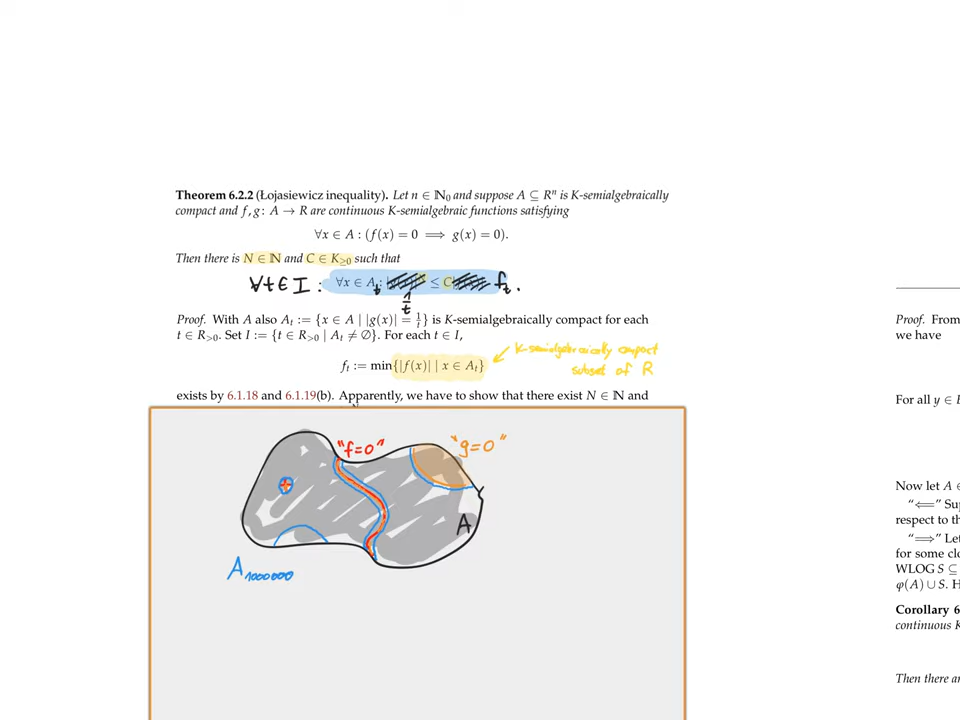 Theorem 6.2.2 (Łojasiewicz inequality). Let n ∈ ℕ₀ and suppose A ⊆ Rⁿ is K-semialgebraically
compact and f, g: A → R are continuous K-semialgebraic functions satisfying
∀x ∈ A : (f(x) = 0 ⟹ g(x) = 0).
Then there is N ∈ ℕ and C ∈ K≥0 such that
∀t ∈ I : ∀x ∈ Aₜ: ≤ C fₜ.
1/t
Proof. With A also Aₜ := {x ∈ A | |g(x)| = 1/t} is K-semialgebraically compact for each
t ∈ R>0. Set I := {t ∈ R>0 | Aₜ ≠ ∅}. For each t ∈ I,
fₜ := min{|f(x)| | x ∈ Aₜ}
K-semialgebraically compact
subset of R
exists by 6.1.18 and 6.1.19(b). Apparently, we have to show that there exist N ∈ ℕ and
"f=0"
"g=0"
A
A₁₀₀₀₀₀₀
Proof. From
we have
For all y ∈
Now let A ∈
"⟸" Sup
respect to th
"⟹" Let
for some clo
WLOG S ⊆
φ(A) ∪ S. H
Corollary 6
continuous K
Then there ar